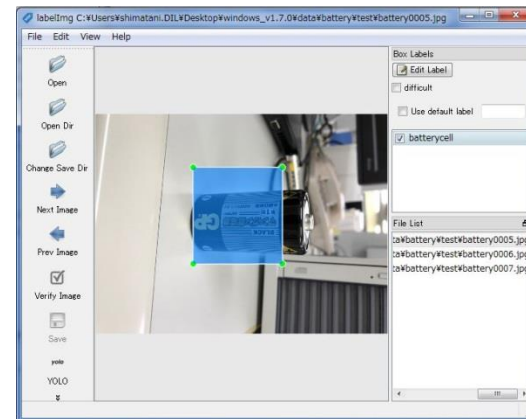 labelImg C:¥Users¥shimatani.DIL¥Desktop¥windows_v1.7.0¥data¥battery¥test¥battery0005.jpg
File Edit View Help
Open
Open Dir
Change Save Dir
Next Image
Prev Image
Verify Image
Save
yolo
YOLO
GP
Box Labels
Edit Label
difficult
Use default label
batterycell
File List
ta¥battery¥test¥battery0005.jpg
ta¥battery¥test¥battery0006.jpg
ta¥battery¥test¥battery0007.jpg